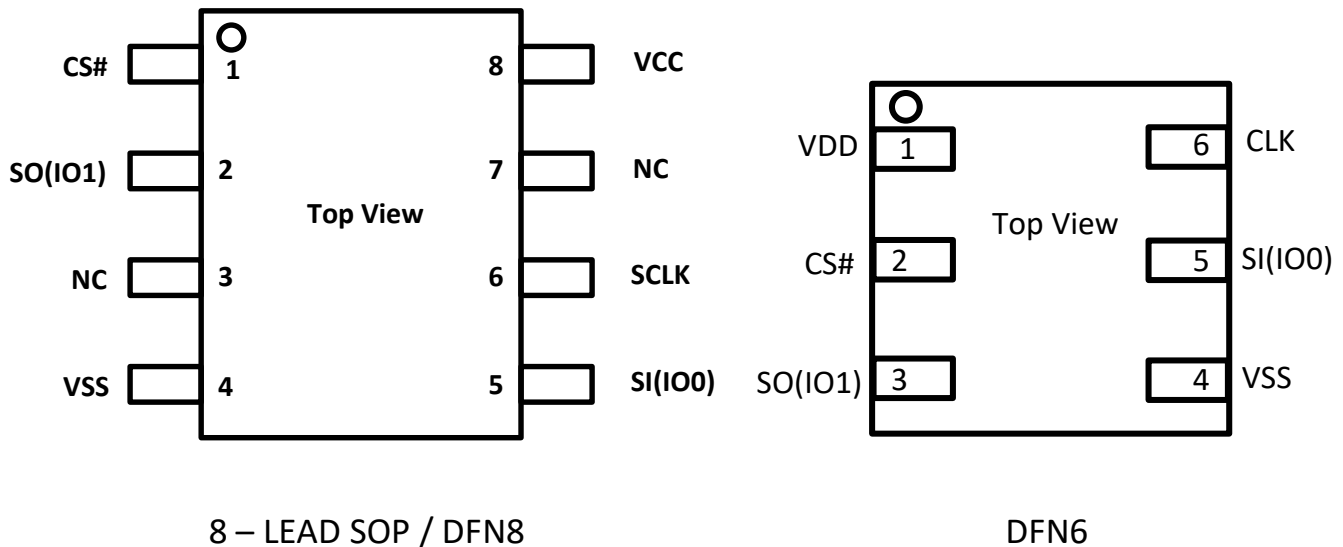 CS# 1 8 VCC
SO(IO1) 2 7 NC
Top View
NC 3 6 SCLK
VSS 4 5 SI(IO0)
8 – LEAD SOP / DFN8
VDD 1 6 CLK
Top View
CS# 2 5 SI(IO0)
SO(IO1) 3 4 VSS
DFN6